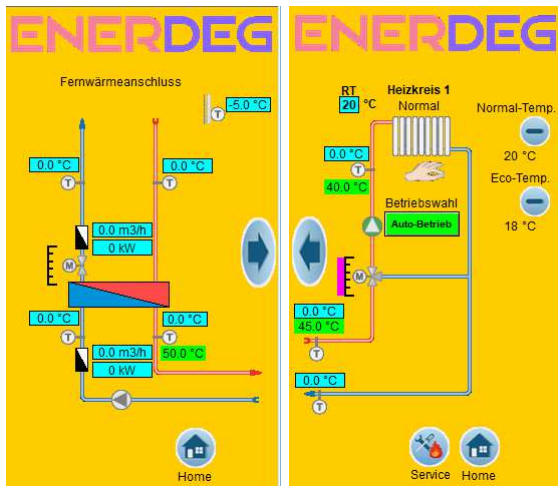 ENERDEG
Fernwärmeanschluss
-5.0 °C
T
0.0 °C
0.0 °C
T
T
0.0 m3/h
0 kW
M
0.0 °C
0.0 °C
T
T
50.0 °C
0.0 m3/h
0 kW
Home
ENERDEG
RT
20 °C
Heizkreis 1
Normal
Normal-Temp.
20 °C
Eco-Temp.
18 °C
0.0 °C
T
40.0 °C
Betriebswahl
Auto-Betrieb
M
0.0 °C
45.0 °C
T
0.0 °C
T
Service
Home